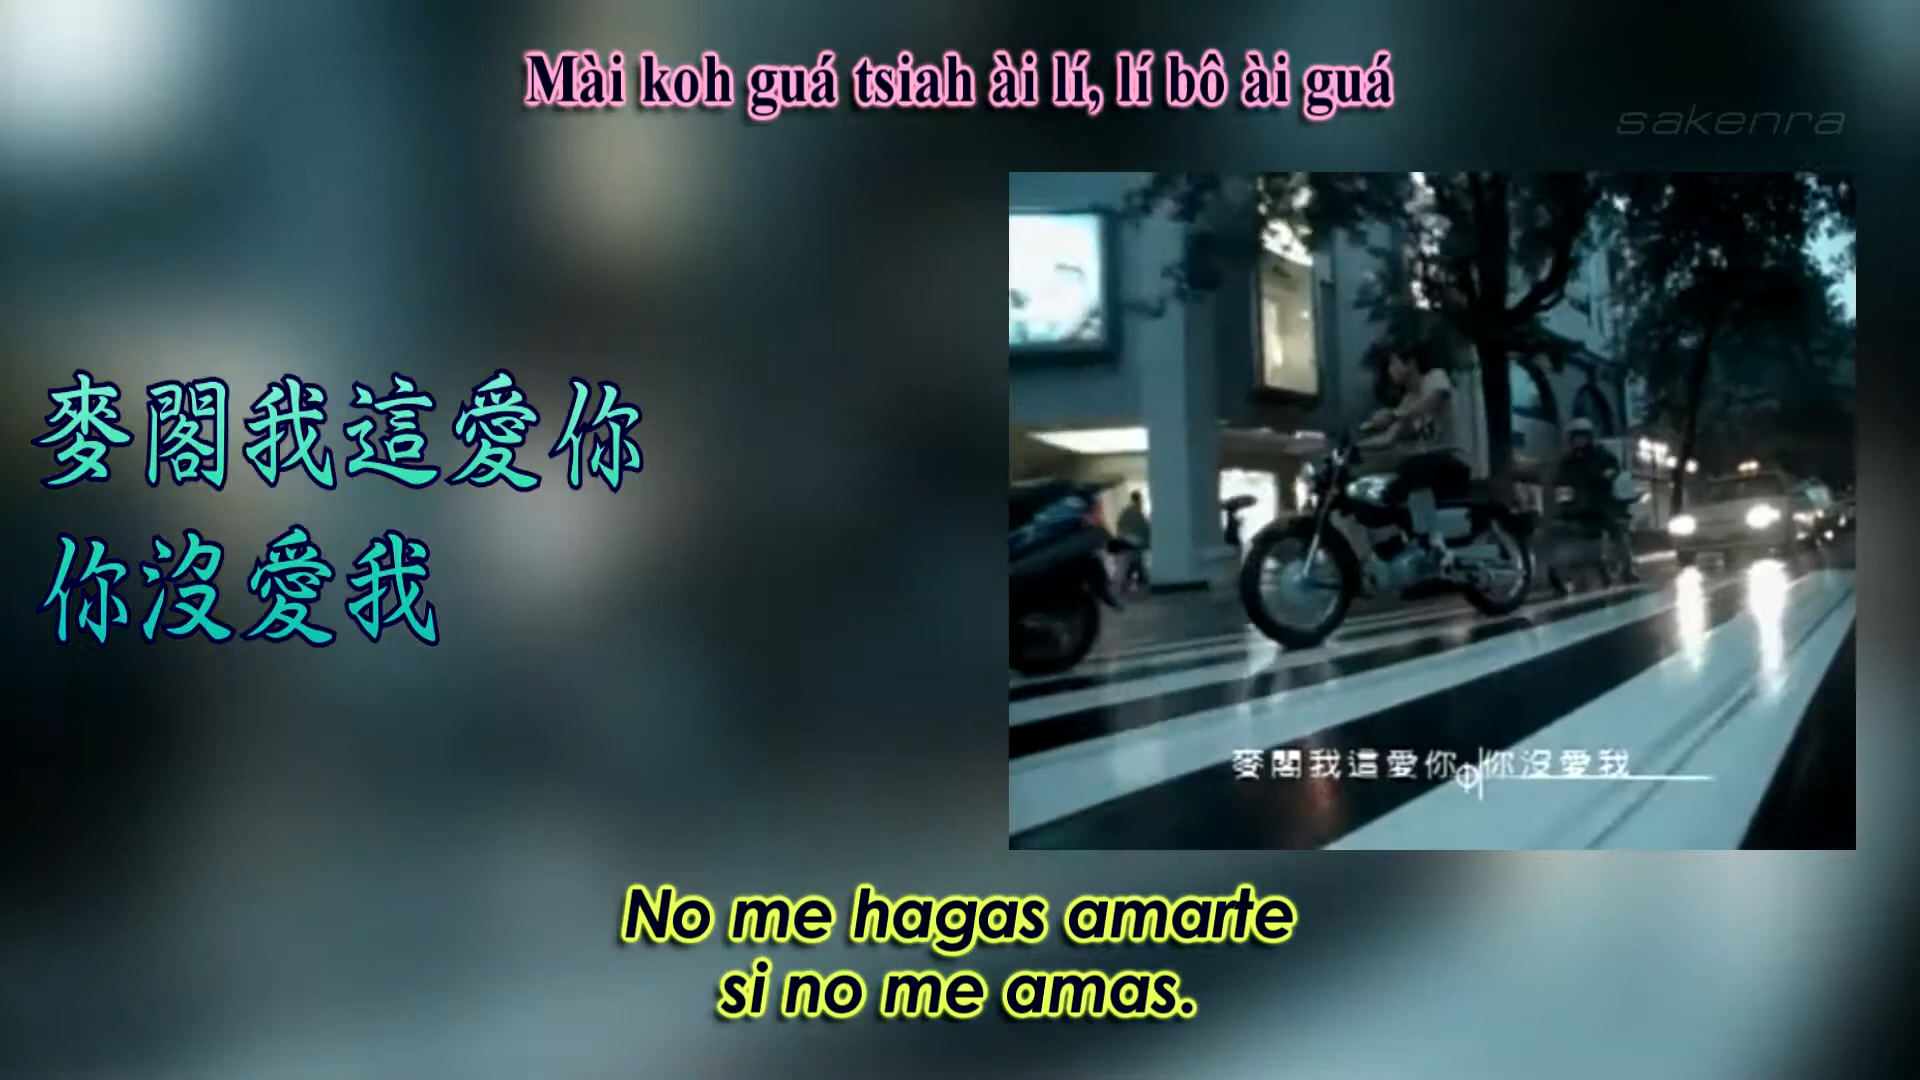 Mài koh guá tsiah ài lí, lí bô ài guá
sakenra
麥閣我這愛你
你沒愛我
麥閣我這愛你 你沒愛我
No me hagas amarte
si no me amas.